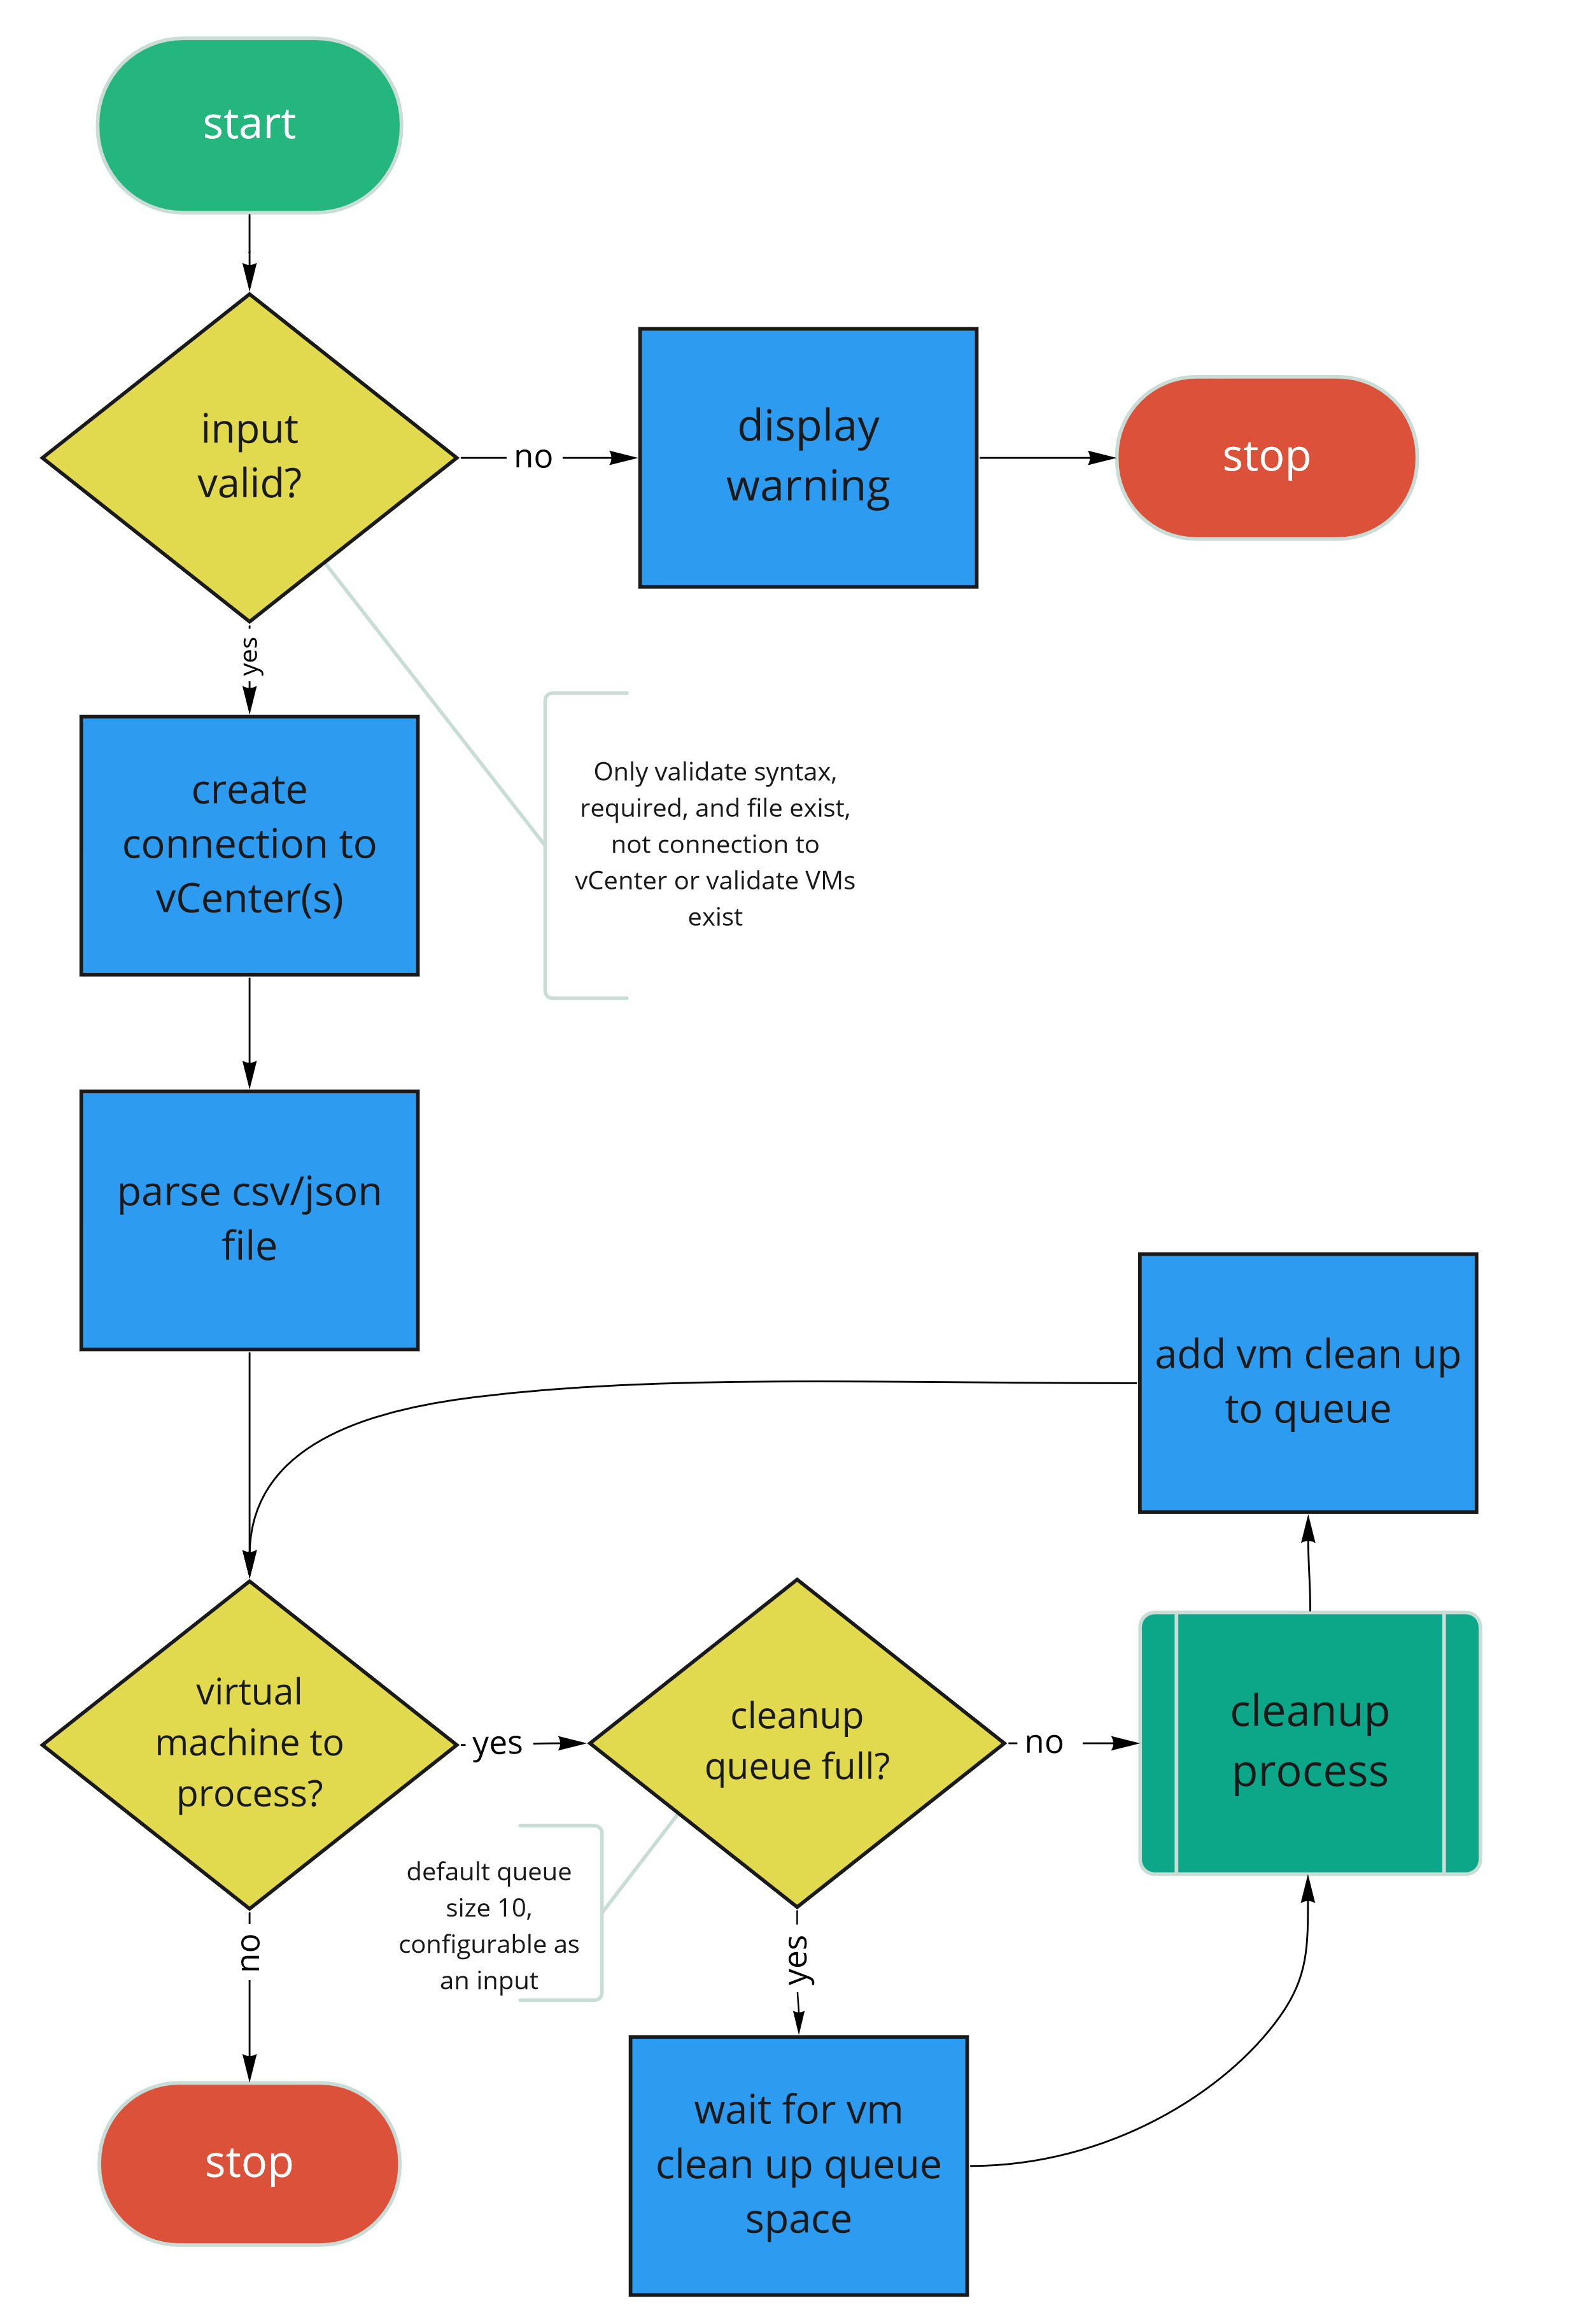 start
input
valid?
no
display
warning
stop
yes
Only validate syntax,
required, and file exist,
not connection to
vCenter or validate VMs
exist
create
connection to
vCenter(s)
parse csv/json
file
add vm clean up
to queue
virtual
machine to
process?
yes
cleanup
queue full?
no
cleanup
process
default queue
size 10,
configurable as
an input
no
yes
stop
wait for vm
clean up queue
space